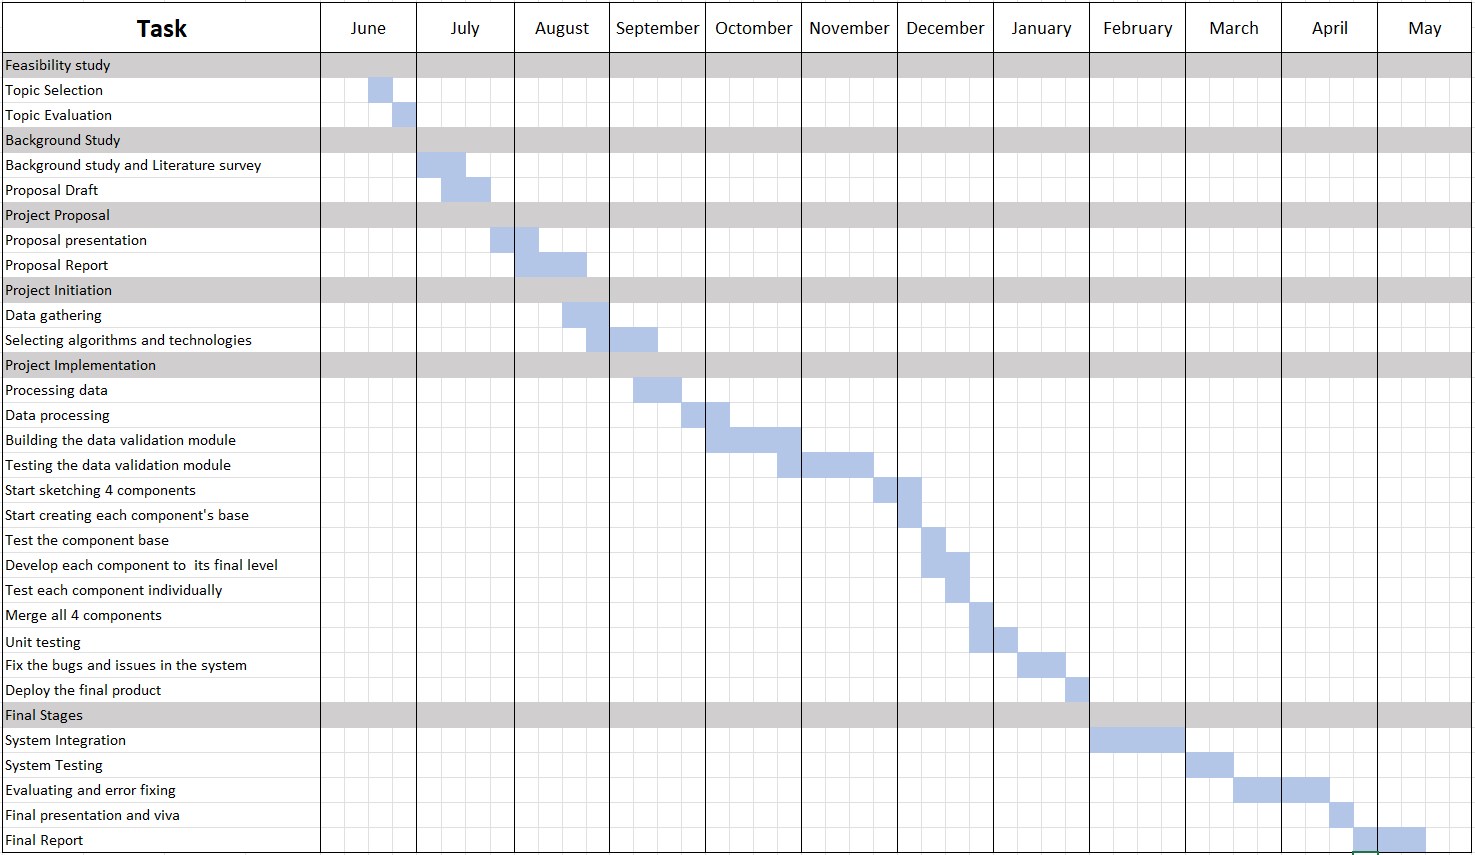 Task June July August September Octomber November December January February March April May
Feasibility study
Topic Selection
Topic Evaluation
Background Study
Background study and Literature survey
Proposal Draft
Project Proposal
Proposal presentation
Proposal Report
Project Initiation
Data gathering
Selecting algorithms and technologies
Project Implementation
Processing data
Data processing
Building the data validation module
Testing the data validation module
Start sketching 4 components
Start creating each component's base
Test the component base
Develop each component to  its final level
Test each component individually
Merge all 4 components
Unit testing
Fix the bugs and issues in the system
Deploy the final product
Final Stages
System Integration
System Testing
Evaluating and error fixing
Final presentation and viva
Final Report